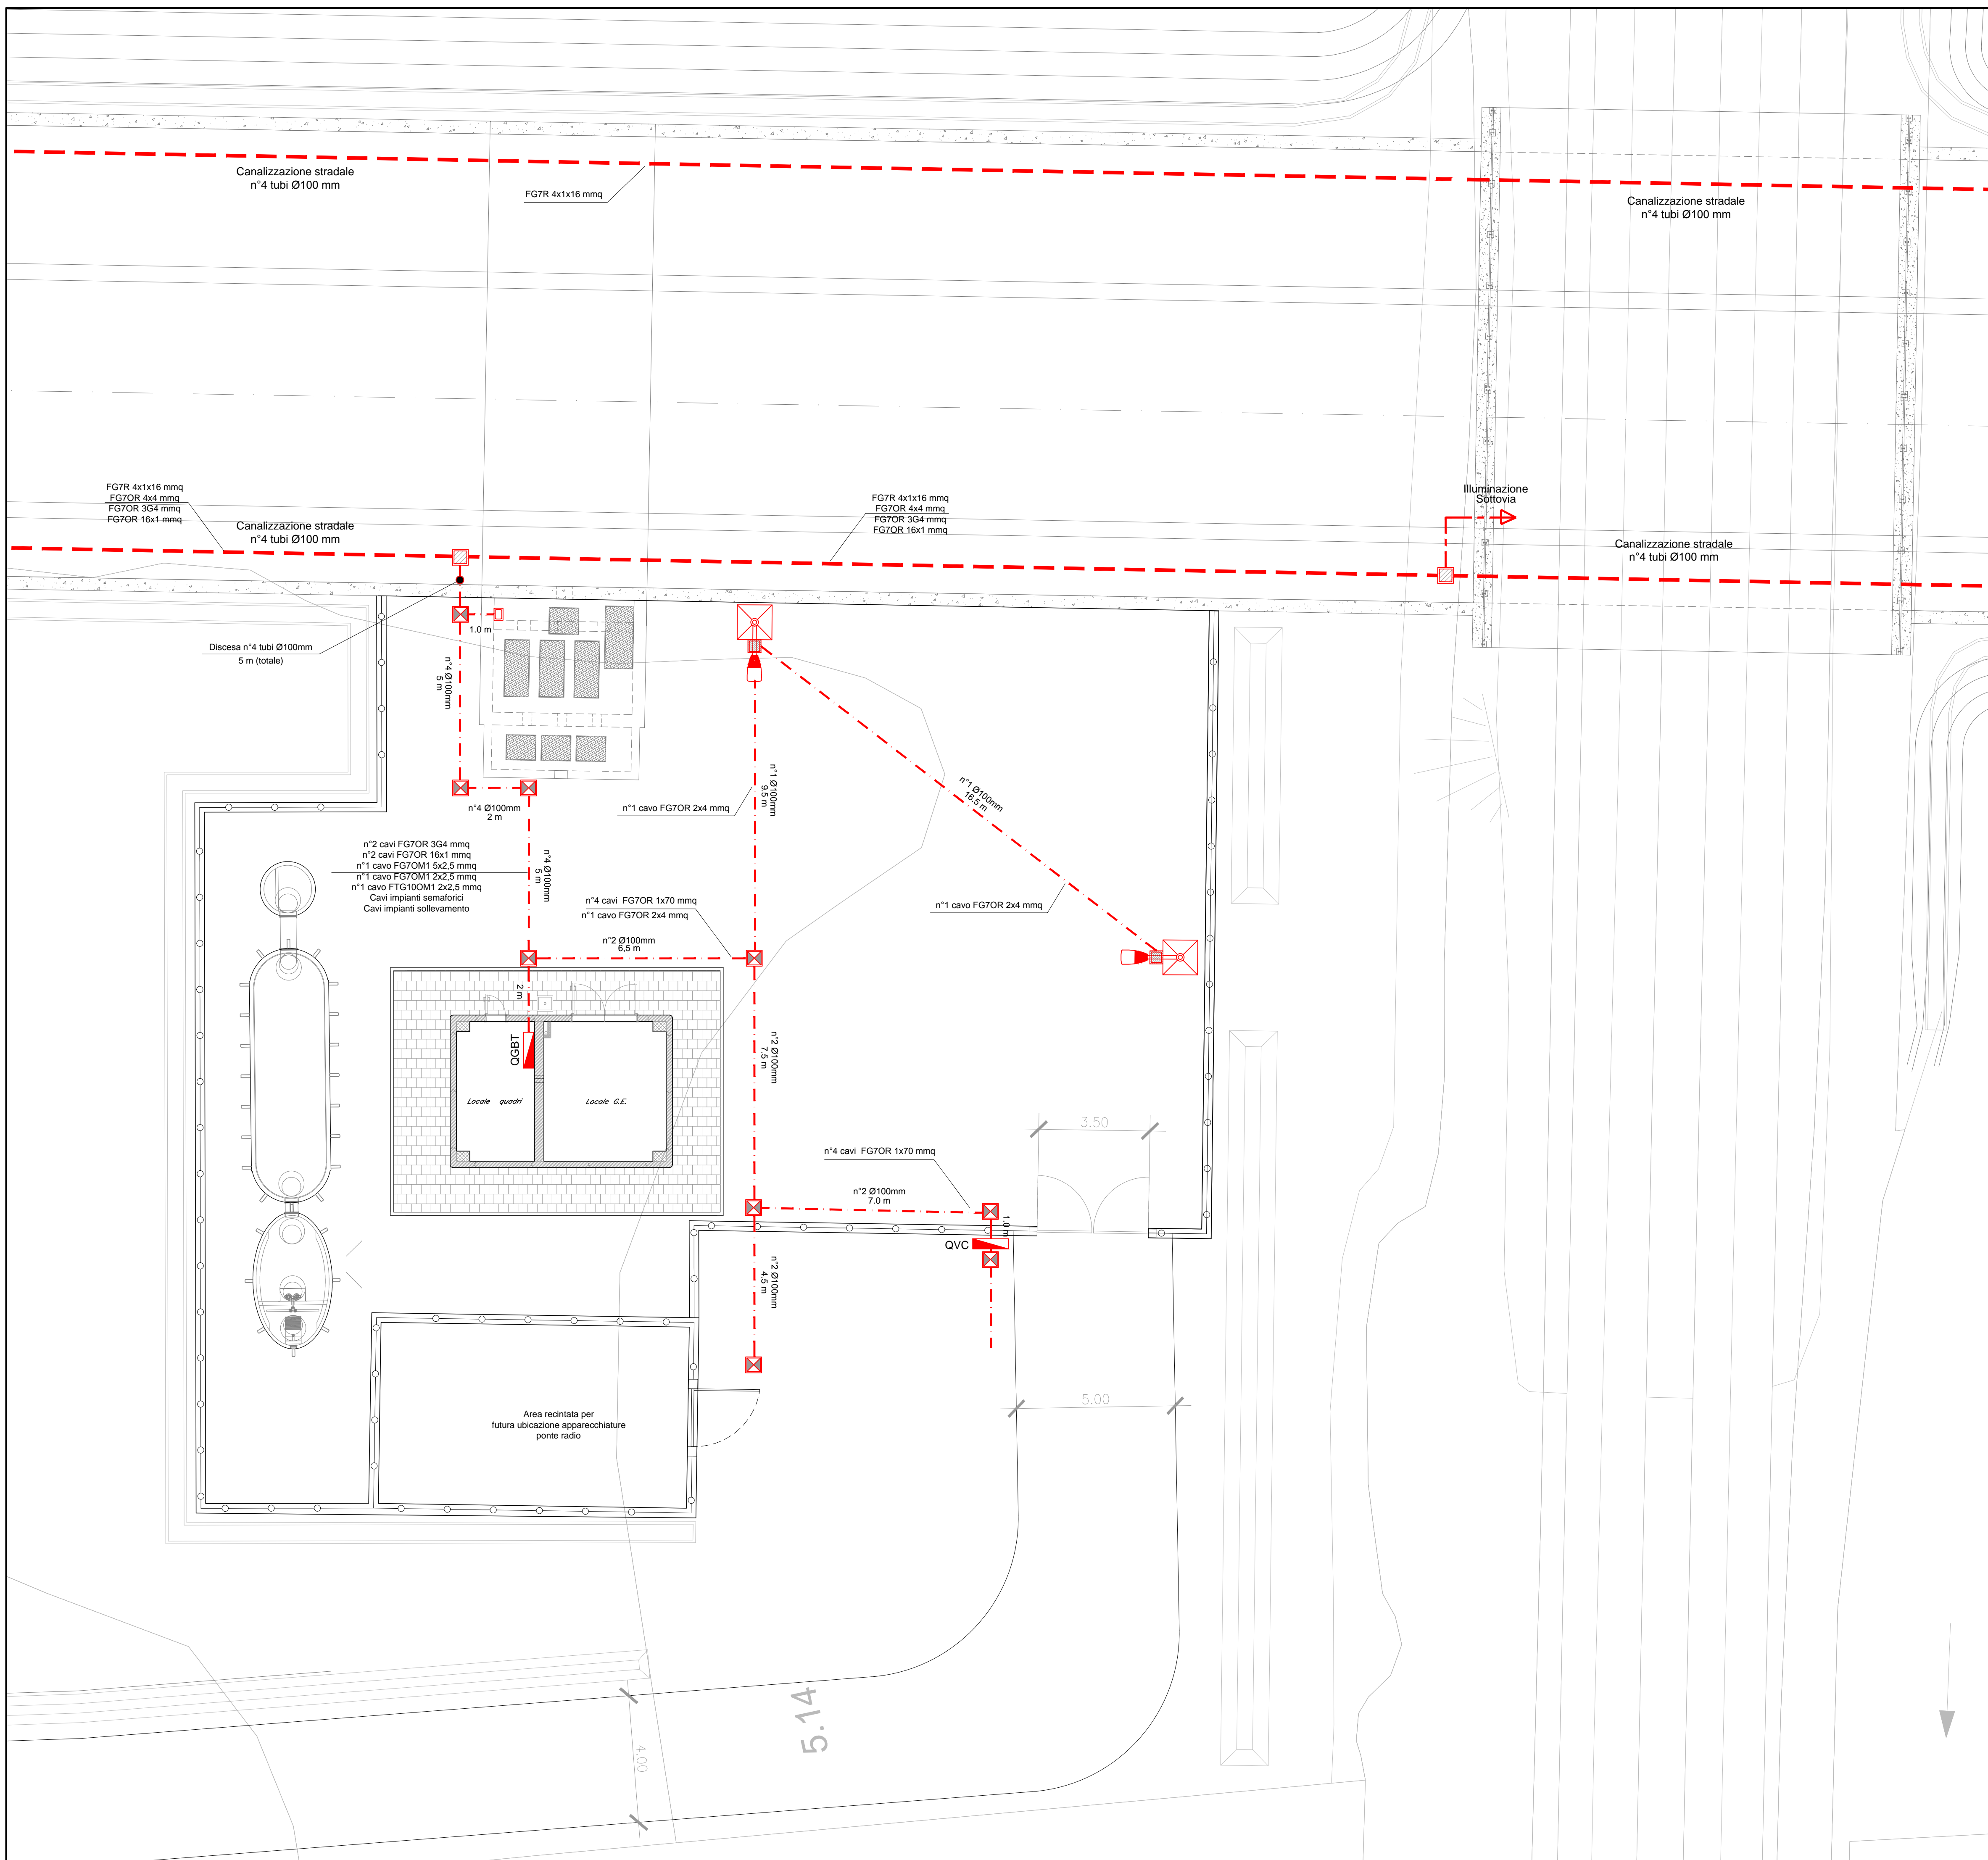 Canalizzazione stradale
n°4 tubi Ø100 mm
FG7R 4x1x16 mmq
Canalizzazione stradale
n°4 tubi Ø100 mm
FG7R 4x1x16 mmq
FG7OR 4x4 mmq
FG7OR 3G4 mmq
FG7OR 16x1 mmq
Canalizzazione stradale
n°4 tubi Ø100 mm
FG7R 4x1x16 mmq
FG7OR 4x4 mmq
FG7OR 3G4 mmq
FG7OR 16x1 mmq
Illuminazione
Sottovia
Canalizzazione stradale
n°4 tubi Ø100 mm
Discesa n°4 tubi Ø100mm
5 m (totale)
1.0 m
n°4 Ø100mm
5 m
n°4 Ø100mm
2 m
n°1 cavo FG7OR 2x4 mmq
n°1 Ø100mm
9.5 m
n°1 Ø100mm
16.5 m
n°2 cavi FG7OR 3G4 mmq
n°2 cavi FG7OR 16x1 mmq
n°1 cavo FG7OM1 5x2,5 mmq
n°1 cavo FG7OM1 2x2,5 mmq
n°1 cavo FTG10OM1 2x2,5 mmq
Cavi impianti semaforici
Cavi impianti sollevamento
n°4 Ø100mm
5 m
n°4 cavi  FG7OR 1x70 mmq
n°1 cavo FG7OR 2x4 mmq
n°2 Ø100mm
6,5 m
n°1 cavo FG7OR 2x4 mmq
2 m
QGBT
Locale quadri
Locale G.E.
n°2 Ø100mm
7.5 m
3.50
n°4 cavi  FG7OR 1x70 mmq
n°2 Ø100mm
7.0 m
1.0 m
QVC
n°2 Ø100mm
4.5 m
5.00
Area recintata per
futura ubicazione apparecchiature
ponte radio
5.14
4.00